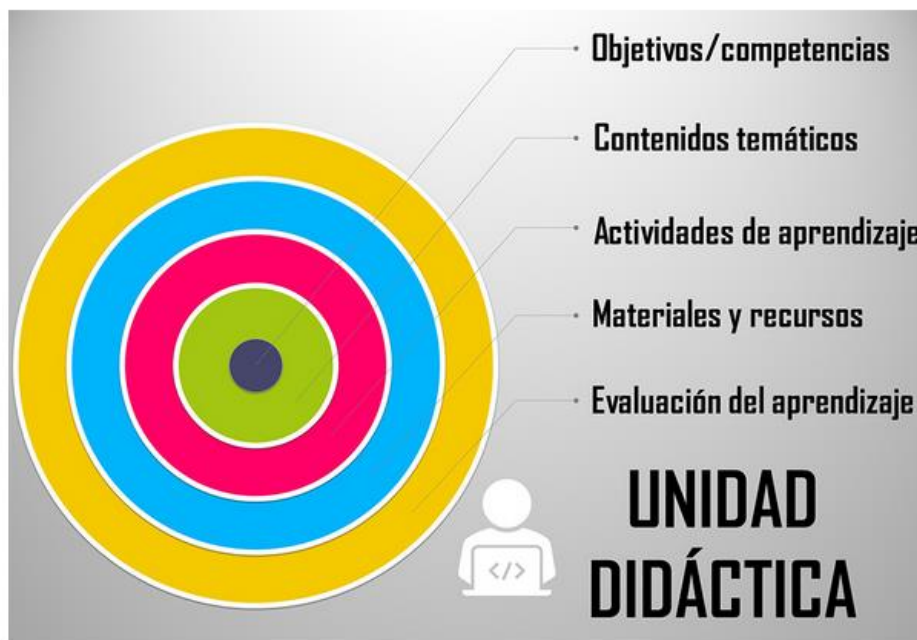 Objetivos/competencias
Contenidos temáticos
Actividades de aprendizaje
Materiales y recursos
Evaluación del aprendizaje
</>
UNIDAD
DIDÁCTICA